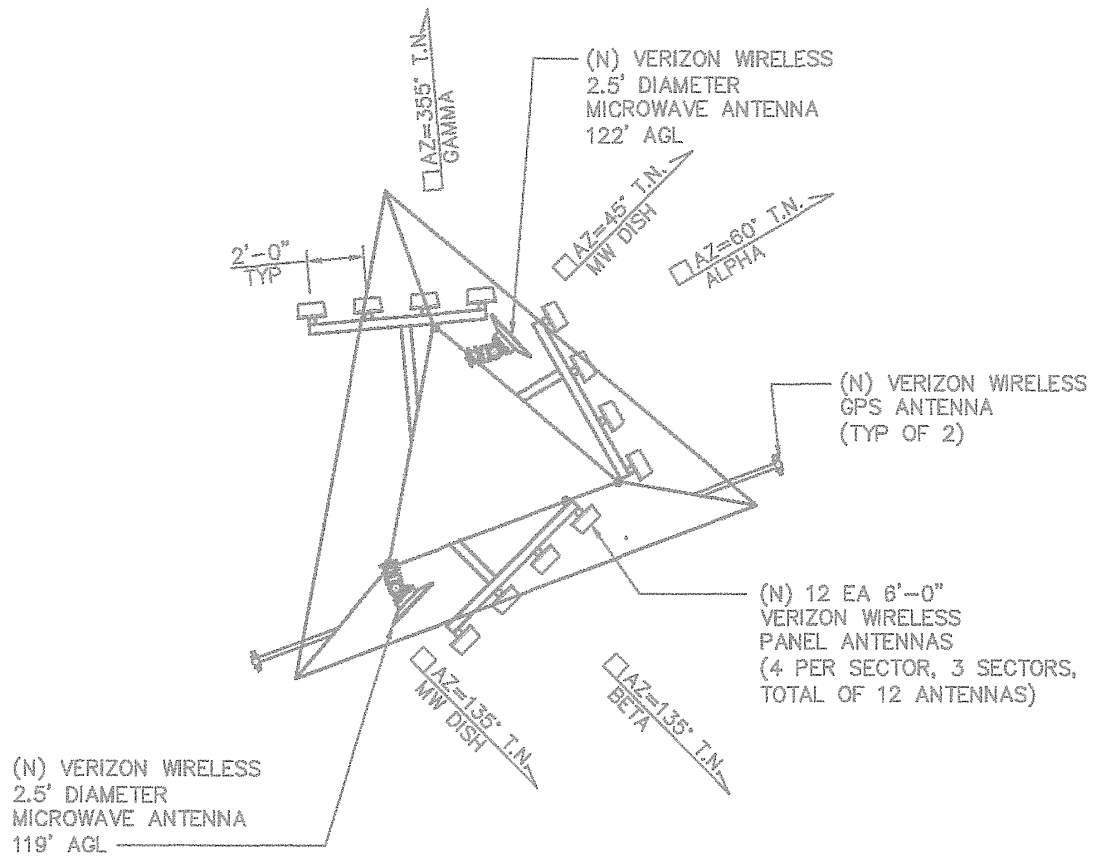 AZ=355° T.N.
GAMMA
(N) VERIZON WIRELESS
2.5' DIAMETER
MICROWAVE ANTENNA
122' AGL
AZ=45° T.N.
MW DISH
AZ=60° T.N.
ALPHA
2'-0"
TYP
(N) VERIZON WIRELESS
GPS ANTENNA
(TYP OF 2)
(N) 12 EA 6'-0"
VERIZON WIRELESS
PANEL ANTENNAS
(4 PER SECTOR, 3 SECTORS,
TOTAL OF 12 ANTENNAS)
AZ=135° T.N.
MW DISH
AZ=135° T.N.
BETA
(N) VERIZON WIRELESS
2.5' DIAMETER
MICROWAVE ANTENNA
119' AGL